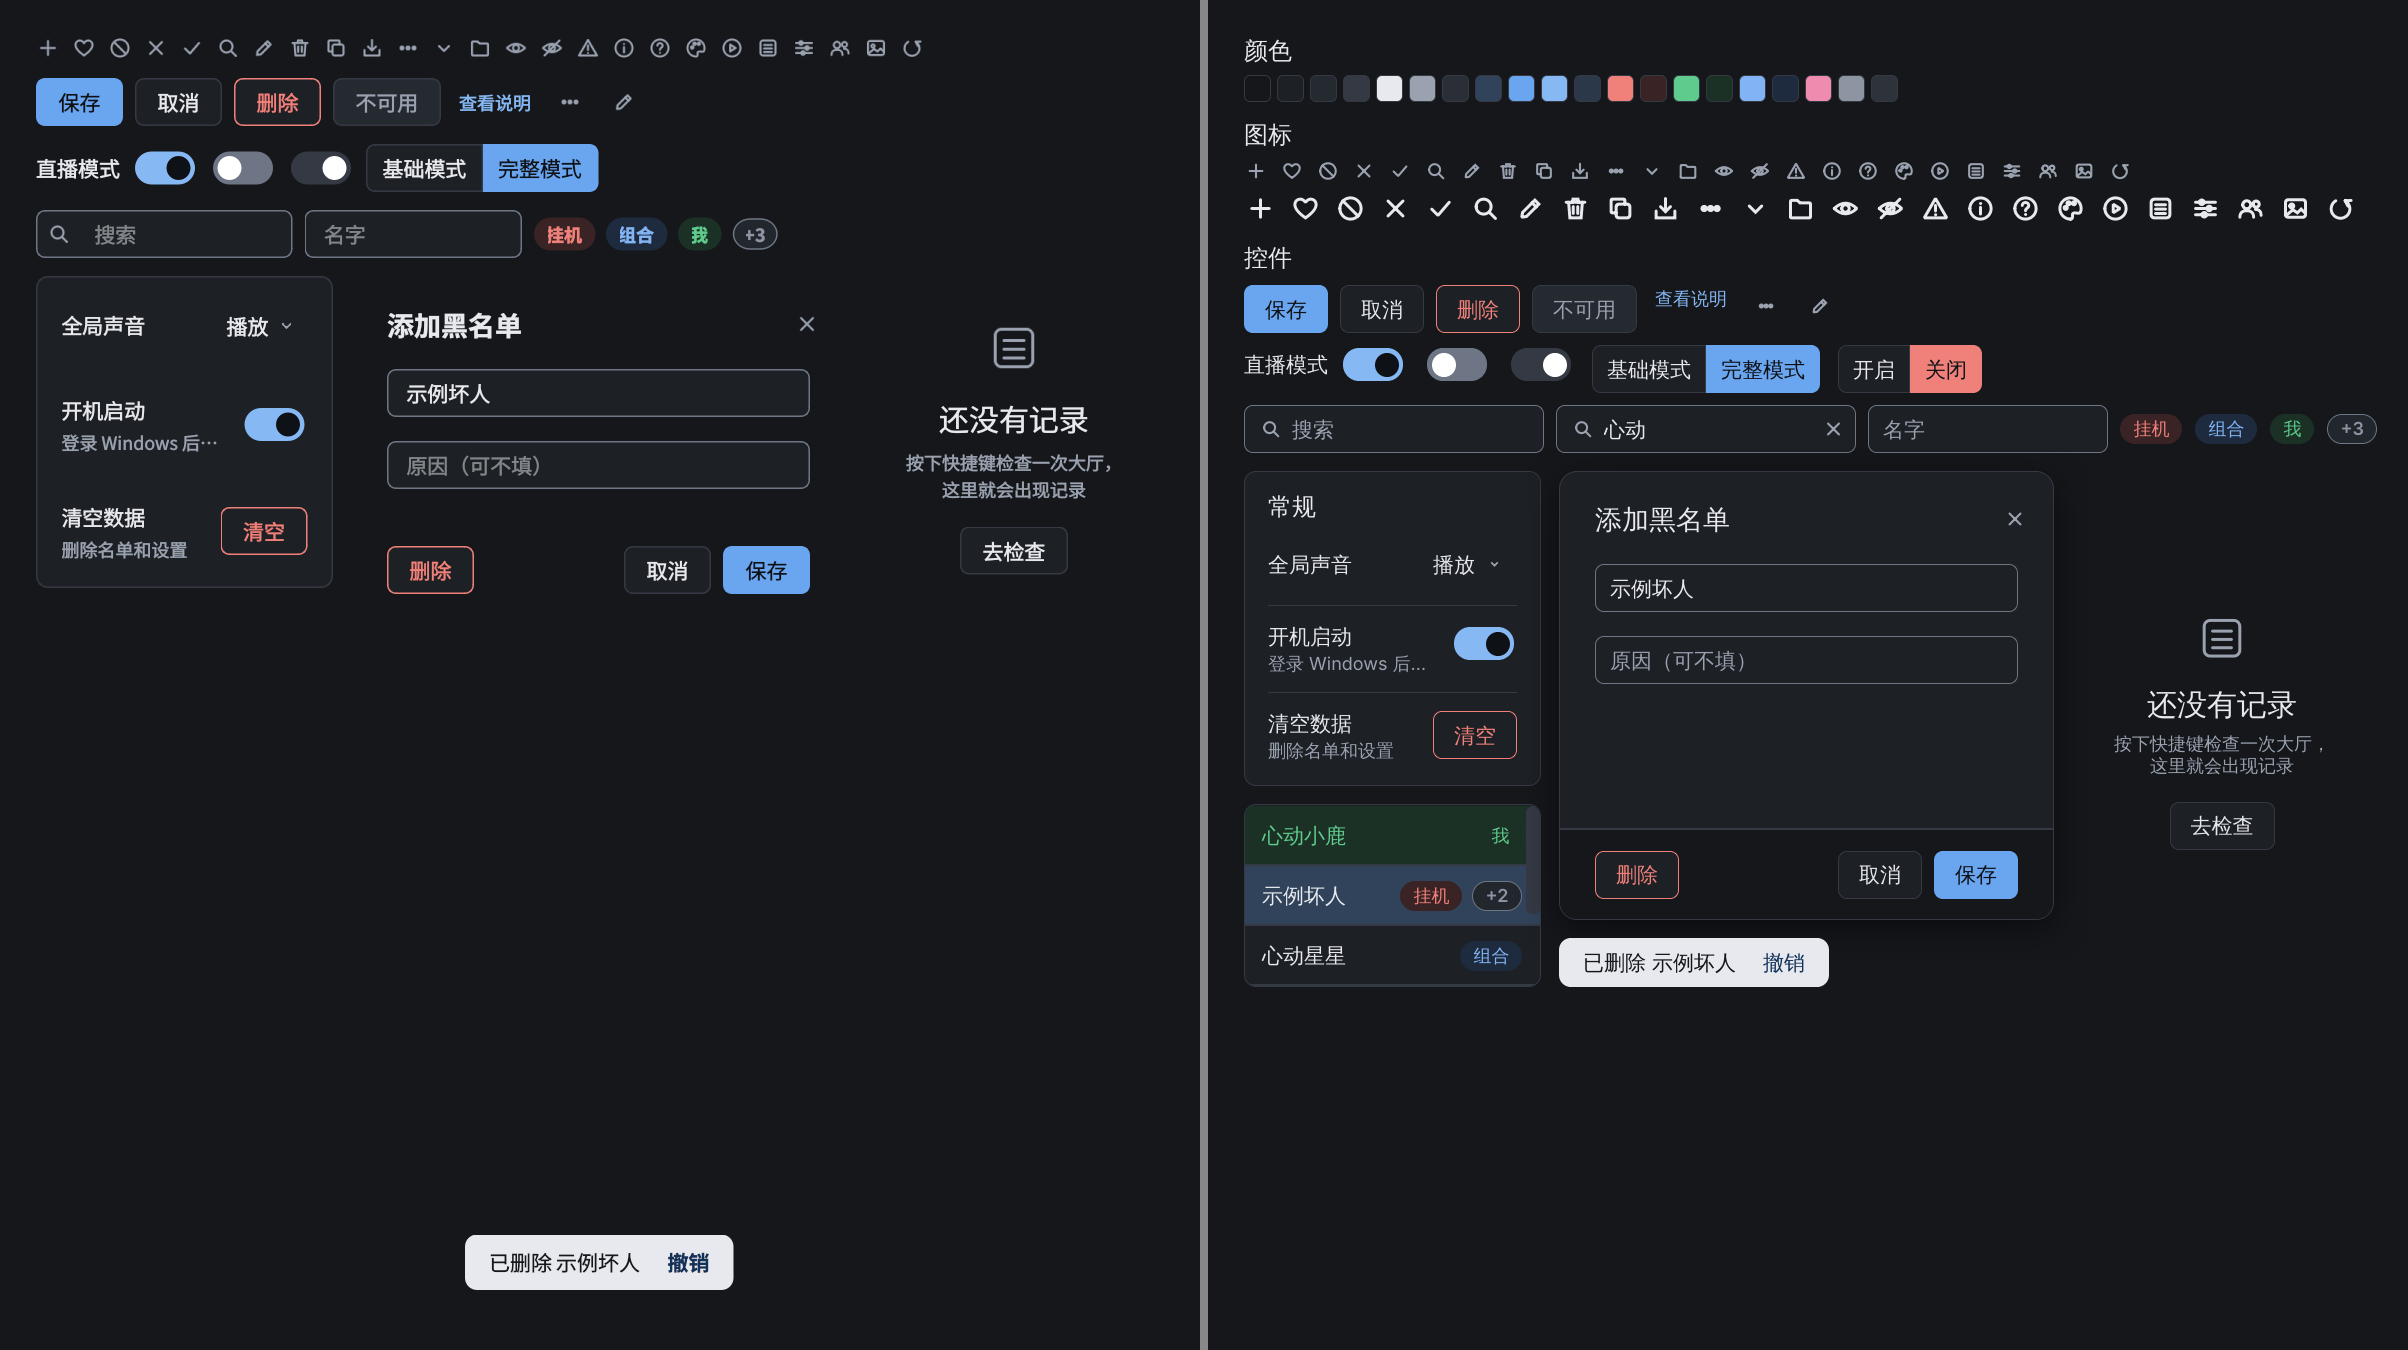 保存 取消 删除 不可用 查看说明
直播模式 基础模式 完整模式
搜索 名字 挂机 组合 我 +3
全局声音 播放
开机启动
登录 Windows 后…
清空数据
删除名单和设置
清空
添加黑名单
示例坏人
原因（可不填）
删除 取消 保存
还没有记录
按下快捷键检查一次大厅，
这里就会出现记录
去检查
已删除 示例坏人 撤销
颜色
图标
控件
保存 取消 删除 不可用 查看说明
直播模式 基础模式 完整模式 开启 关闭
搜索 心动 名字 挂机 组合 我 +3
常规
全局声音 播放
开机启动
登录 Windows 后...
清空数据
删除名单和设置
清空
心动小鹿 我
示例坏人 挂机 +2
心动星星 组合
添加黑名单
示例坏人
原因（可不填）
删除 取消 保存
已删除 示例坏人 撤销
还没有记录
按下快捷键检查一次大厅，
这里就会出现记录
去检查